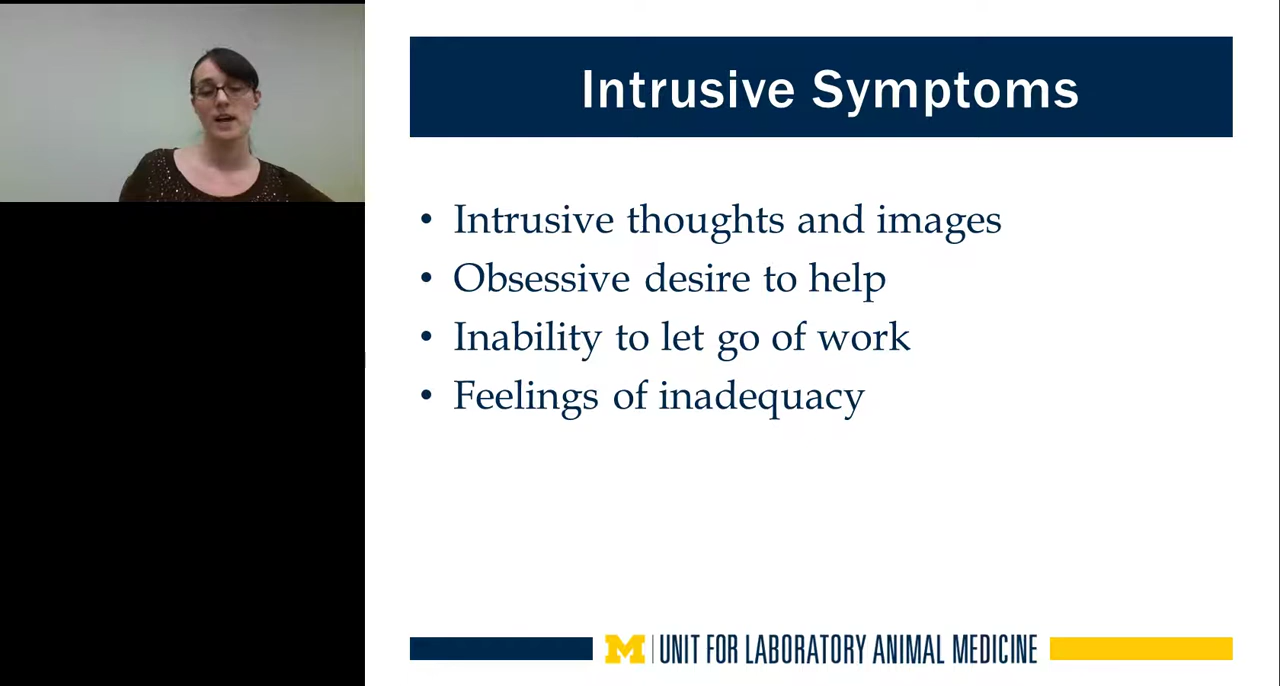 Intrusive Symptoms
• Intrusive thoughts and images
• Obsessive desire to help
• Inability to let go of work
• Feelings of inadequacy
M | UNIT FOR LABORATORY ANIMAL MEDICINE